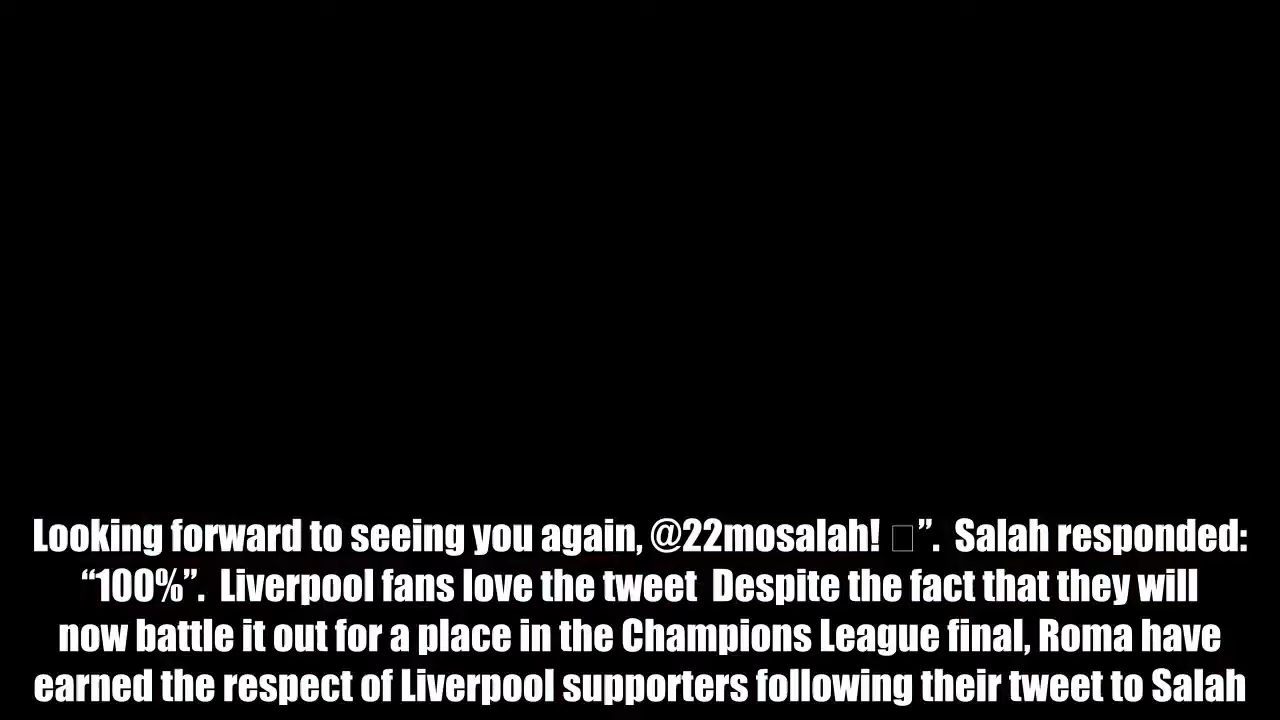 Looking forward to seeing you again, @22mosalah! □”.  Salah responded:
“100%”.  Liverpool fans love the tweet  Despite the fact that they will
now battle it out for a place in the Champions League final, Roma have
earned the respect of Liverpool supporters following their tweet to Salah